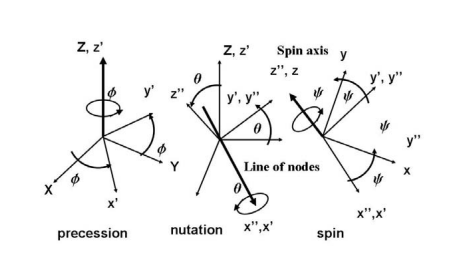 Z, z'
ϕ
y'
ϕ
Y
ϕ
X
x'
precession
Z, z'
θ
z''
y', y''
θ
Line of nodes
θ
x'',x'
nutation
Spin axis
y
z'', z
ψ
ψ
y', y''
ψ
y''
x
ψ
x'',x'
spin